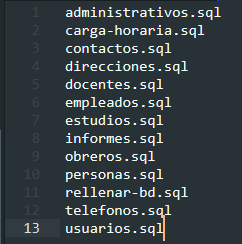 1 administrativos.sql
2 carga-horaria.sql
3 contactos.sql
4 direcciones.sql
5 docentes.sql
6 empleados.sql
7 estudios.sql
8 informes.sql
9 obreros.sql
10 personas.sql
11 rellenar-bd.sql
12 telefonos.sql
13 usuarios.sql